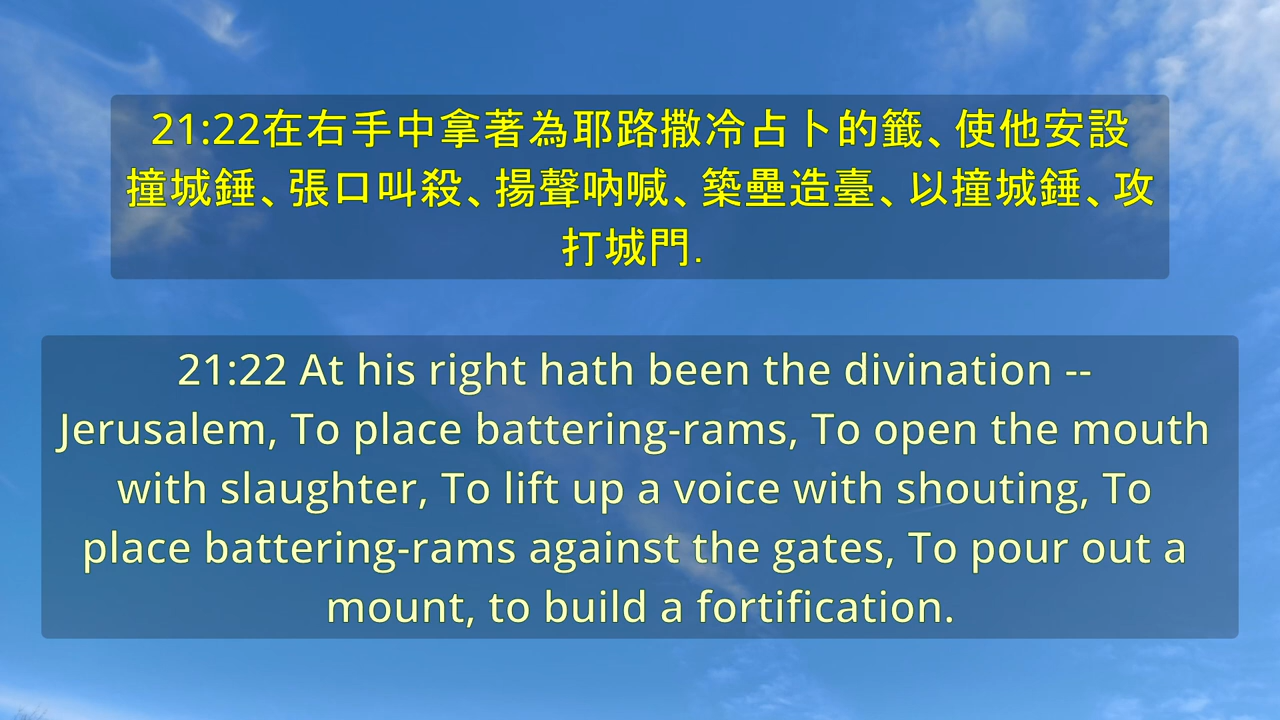 21:22在右手中拿著為耶路撒冷占卜的籤、使他安設
撞城錘、張口叫殺、揚聲吶喊、築壘造臺、以撞城錘、攻
打城門.
21:22 At his right hath been the divination --
Jerusalem, To place battering-rams, To open the mouth
with slaughter, To lift up a voice with shouting, To
place battering-rams against the gates, To pour out a
mount, to build a fortification.